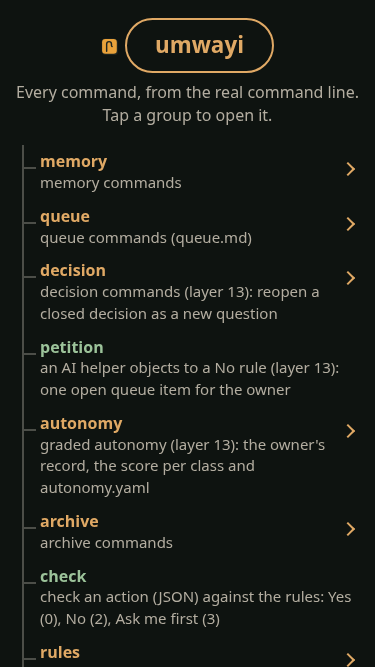 umwayi
Every command, from the real command line.
Tap a group to open it.
memory
memory commands
queue
queue commands (queue.md)
decision
decision commands (layer 13): reopen a
closed decision as a new question
petition
an AI helper objects to a No rule (layer 13):
one open queue item for the owner
autonomy
graded autonomy (layer 13): the owner's
record, the score per class and
autonomy.yaml
archive
archive commands
check
check an action (JSON) against the rules: Yes
(0), No (2), Ask me first (3)
rules